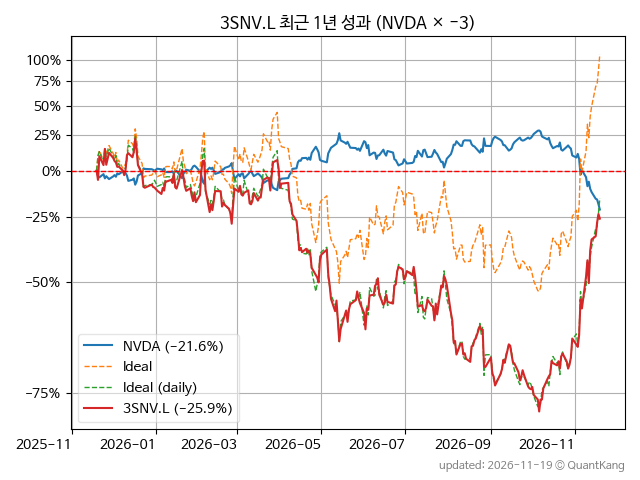 3SNV.L 최근 1년 성과 (NVDA × −3)
100%
75%
50%
25%
0%
−25%
−50%
−75%
NVDA (−21.6%)
Ideal
Ideal (daily)
3SNV.L (−25.9%)
2025-11
2026-01
2026-03
2026-05
2026-07
2026-09
2026-11
updated: 2026-11-19 © QuantKang